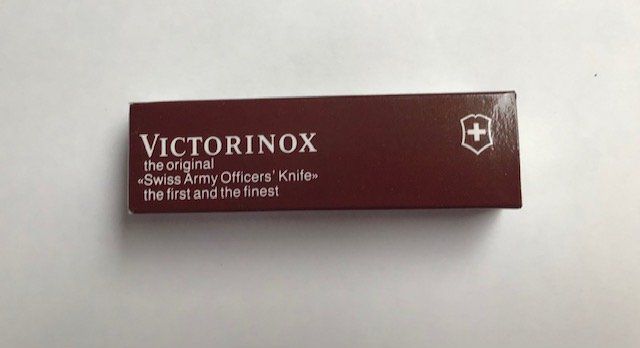 VICTORINOX
the original
«Swiss Army Officers' Knife»
the first and the finest